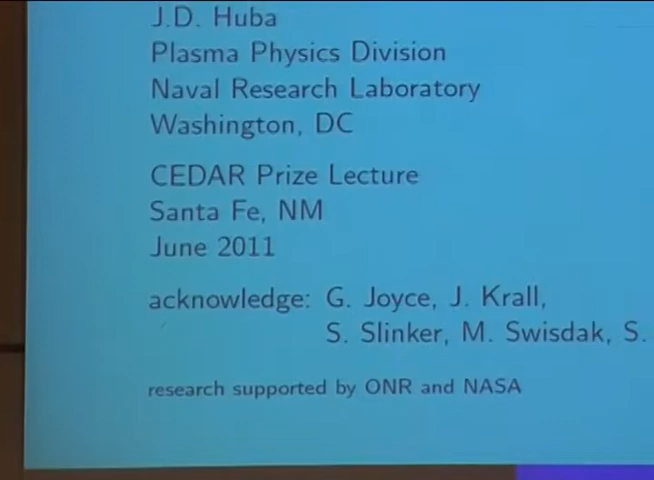 J.D. Huba
Plasma Physics Division
Naval Research Laboratory
Washington, DC
CEDAR Prize Lecture
Santa Fe, NM
June 2011
acknowledge: G. Joyce, J. Krall,
S. Slinker, M. Swisdak, S.
research supported by ONR and NASA